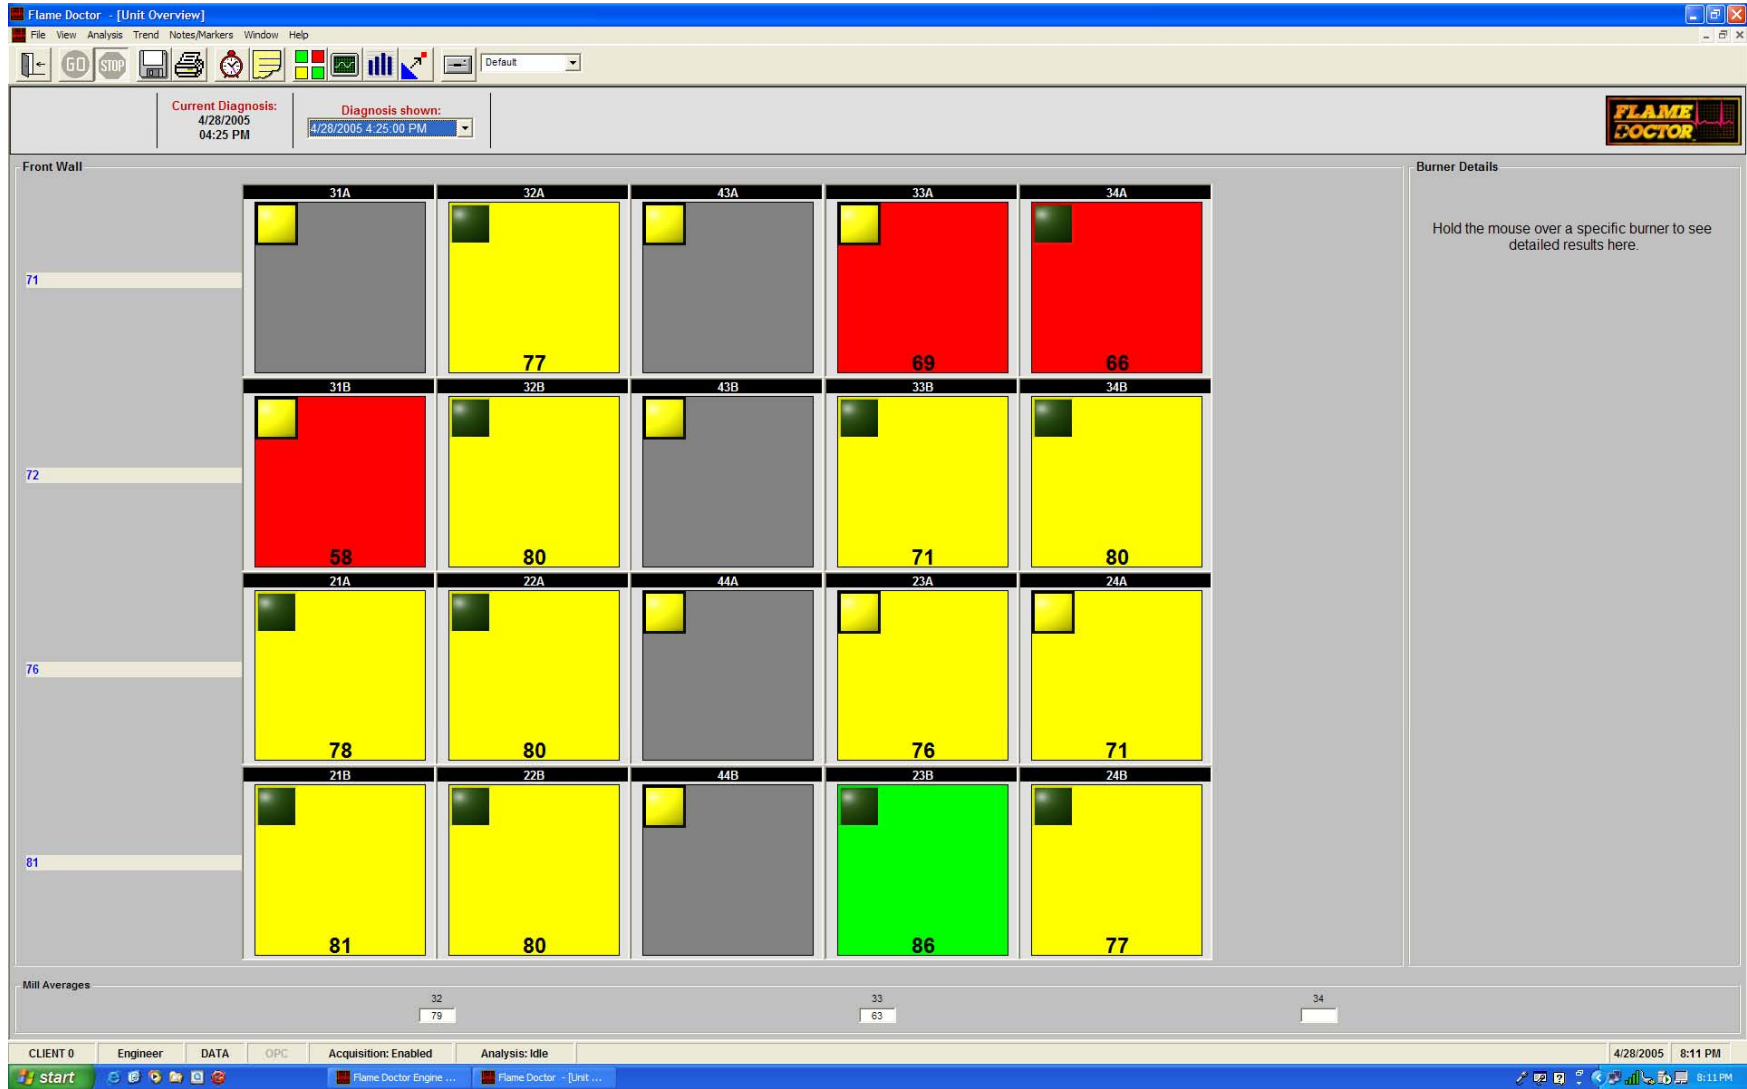 Flame Doctor - [Unit Overview]
File View Analysis Trend Notes/Markers Window Help
GO STOP Default
Current Diagnosis:
4/28/2005
04:25 PM
Diagnosis shown:
4/28/2005 4:25:00 PM
FLAME
DOCTOR
Front Wall
Burner Details
Hold the mouse over a specific burner to see
detailed results here.
31A 32A 43A 33A 34A
71
77 69 66
31B 32B 43B 33B 34B
72
58 80 71 80
21A 22A 44A 23A 24A
76
78 80 76 71
21B 22B 44B 23B 24B
81
81 80 86 77
Mill Averages
32 33 34
79 63
CLIENT 0 Engineer DATA OPC Acquisition: Enabled Analysis: Idle 4/28/2005 8:11 PM
start Flame Doctor Engine ... Flame Doctor - [Unit ... 8:11 PM